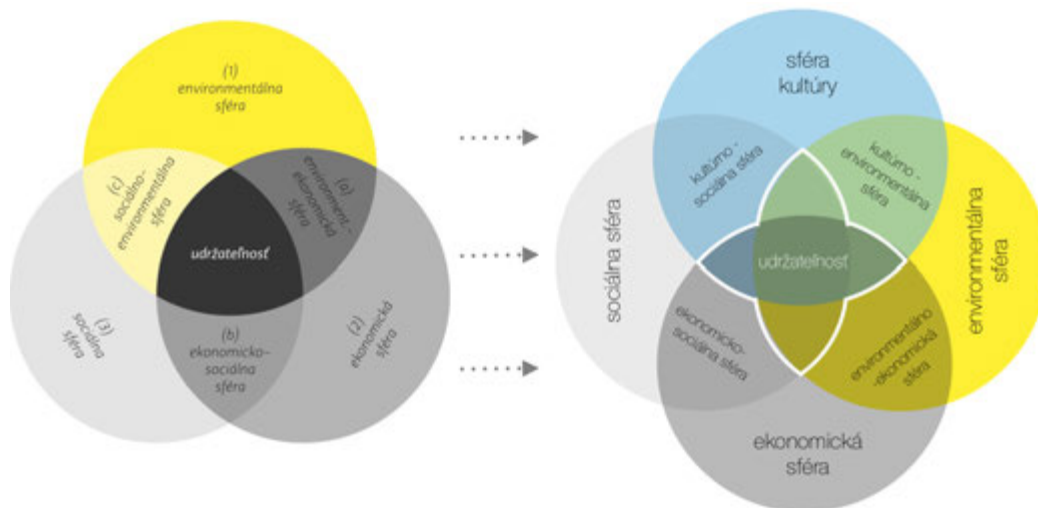 (1)
environmentálna
sféra
(c)
sociálno-
environmentálna
sféra
(a)
environment.-
ekonomická
sféra
udržateľnosť
(3)
sociálna
sféra
(b)
ekonomicko-
sociálna
sféra
(2)
ekonomická
sféra
sféra
kultúry
kultúrno -
sociálna sféra
kultúrno -
environmentálna
sféra
sociálna sféra
udržateľnosť
environmentálna
sféra
ekonomicko-
sociálna sféra
environmentálno
-ekonomická
sféra
ekonomická
sféra